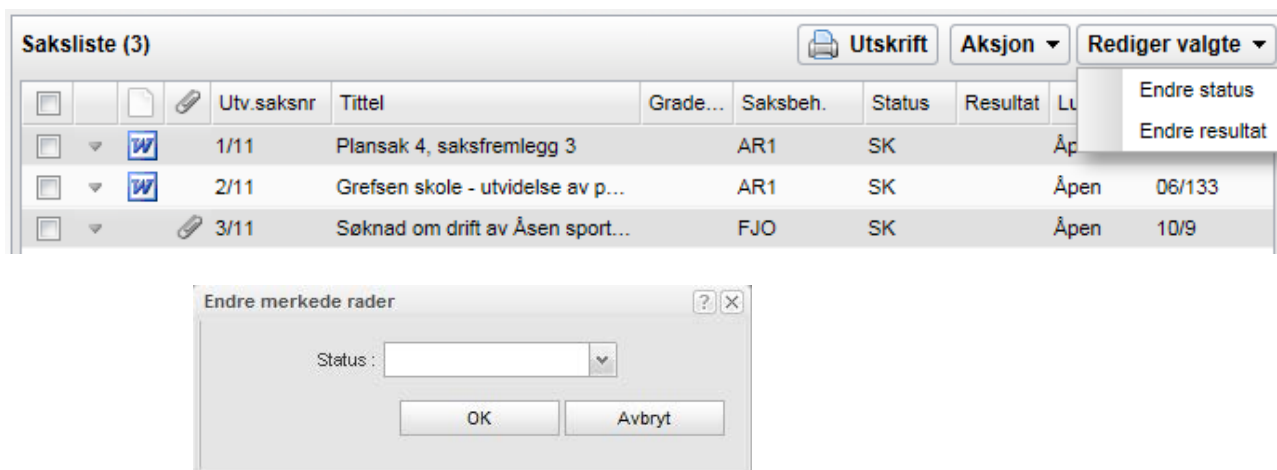 Saksliste (3) Utskrift Aksjon Rediger valgte
Endre status
Endre resultat
Utv.saksnr Tittel Grade... Saksbeh. Status Resultat
1/11 Plansak 4, saksfremlegg 3 AR1 SK
2/11 Grefsen skole - utvidelse av p... AR1 SK Åpen 06/133
3/11 Søknad om drift av Åsen sport... FJO SK Åpen 10/9
Endre merkede rader
Status :
OK Avbryt